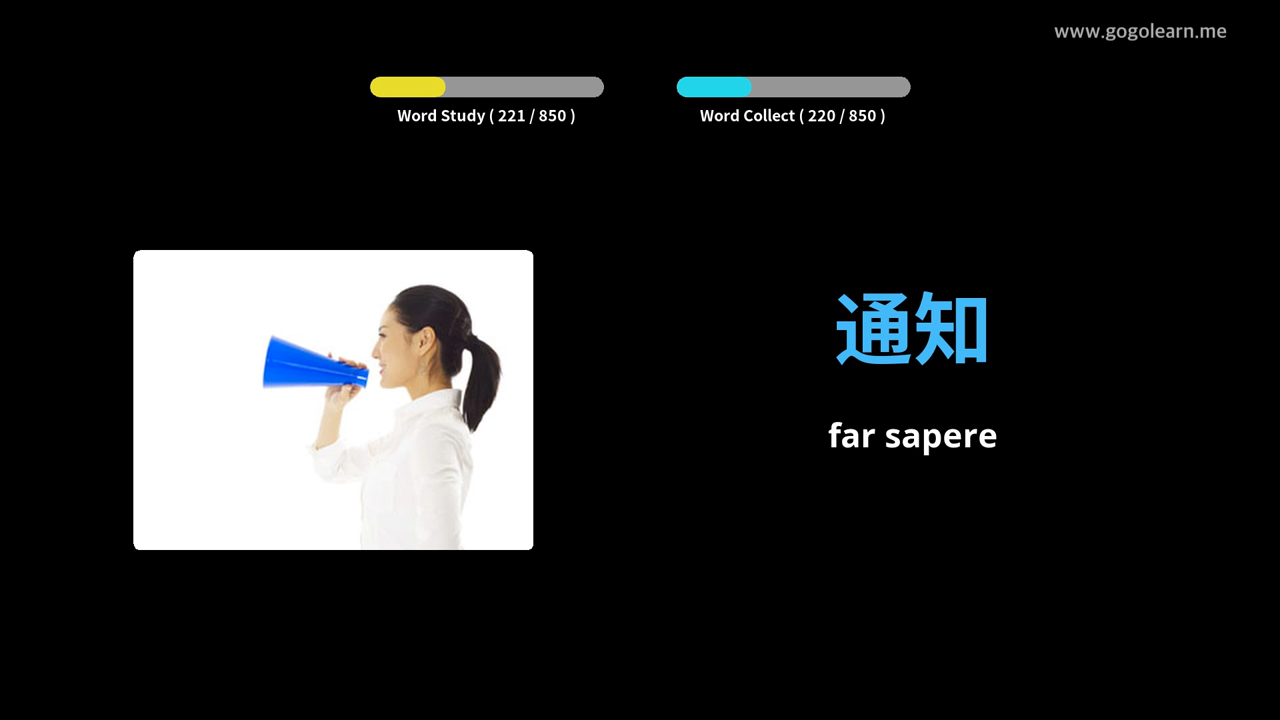 www.gogolearn.me
Word Study ( 221 / 850 )
Word Collect ( 220 / 850 )
通知
far sapere